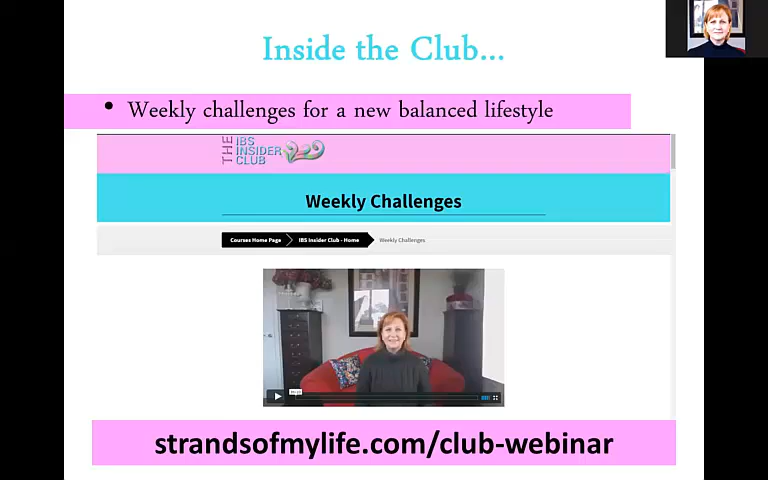 Inside the Club...
• Weekly challenges for a new balanced lifestyle
THE IBS INSIDER CLUB
Weekly Challenges
Courses Home Page IBS Insider Club - Home Weekly Challenges
strandsofmylife.com/club-webinar